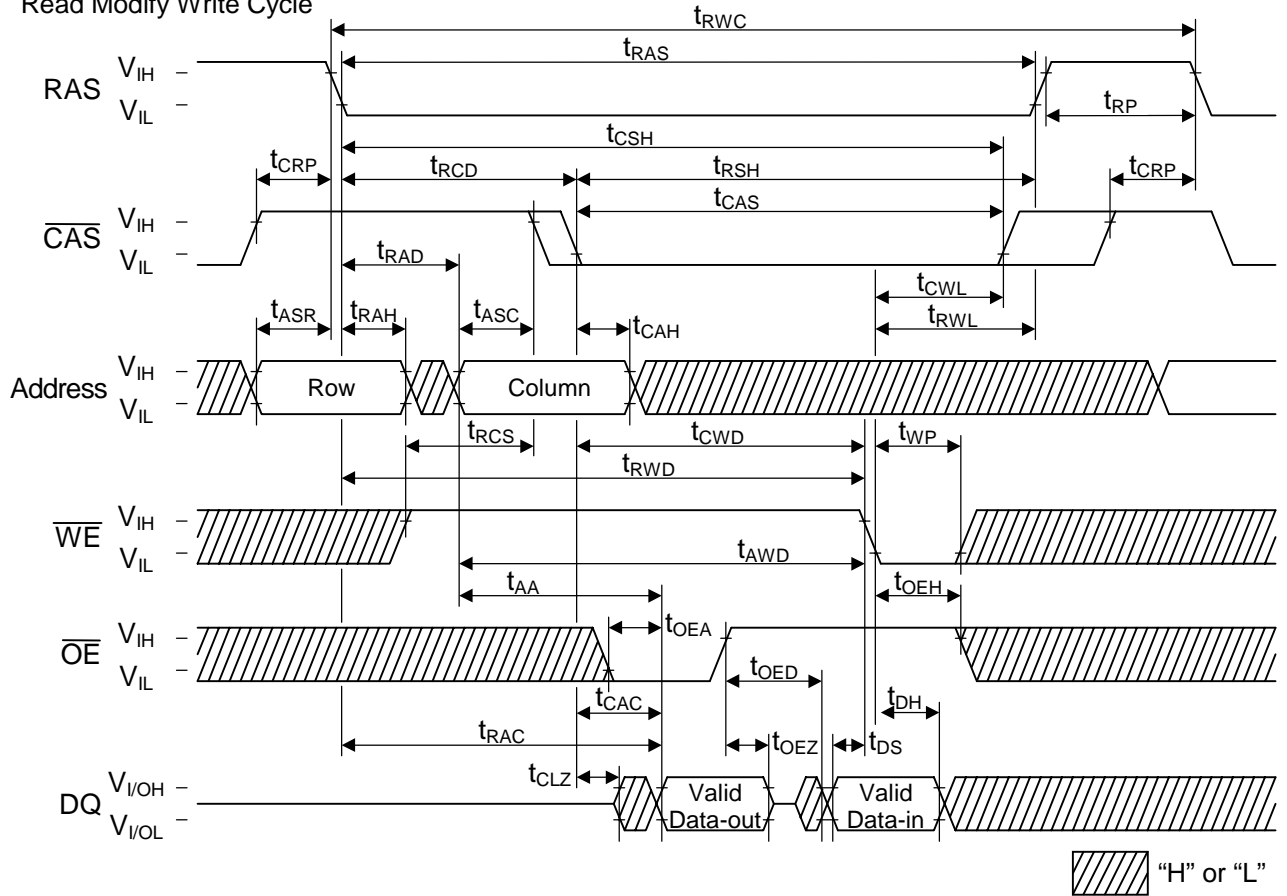 Read Modify Write Cycle
tRWC
tRAS
RAS VIH
VIL
tRP
tCSH
tCRP tRCD tRSH tCRP
tCAS
CAS VIH
VIL
tRAD
tCWL
tASR tRAH tASC tCAH tRWL
Address VIH
VIL
Row Column
tRCS tCWD tWP
tRWD
WE VIH
VIL
tAWD
tAA tOEH
OE VIH
VIL
tOEA
tOED
tCAC tDH
tRAC tOEZ tDS
tCLZ
DQ VI/OH
VI/OL
Valid Valid
Data-out Data-in
“H” or “L”